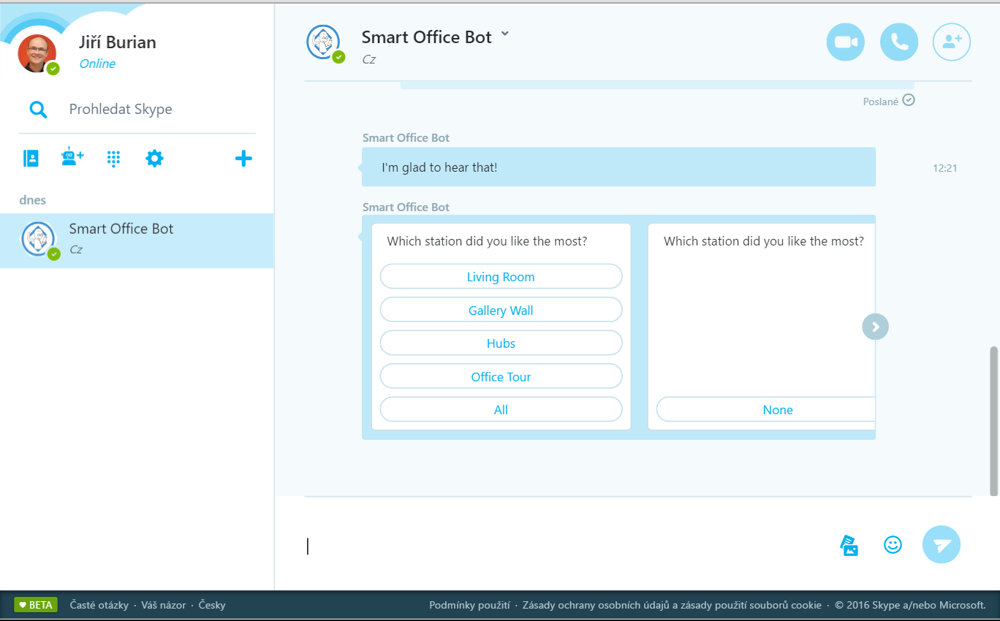 Jiří Burian
Online
Prohledat Skype
dnes
Smart Office Bot
Cz
Smart Office Bot
Cz
Poslané
Smart Office Bot
I'm glad to hear that!
12:21
Smart Office Bot
Which station did you like the most?
Living Room
Gallery Wall
Hubs
Office Tour
All
Which station did you like the most?
None
BETA Časté otázky · Váš názor · Česky
Podmínky použití · Zásady ochrany osobních údajů a zásady použití souborů cookie · © 2016 Skype a/nebo Microsoft.